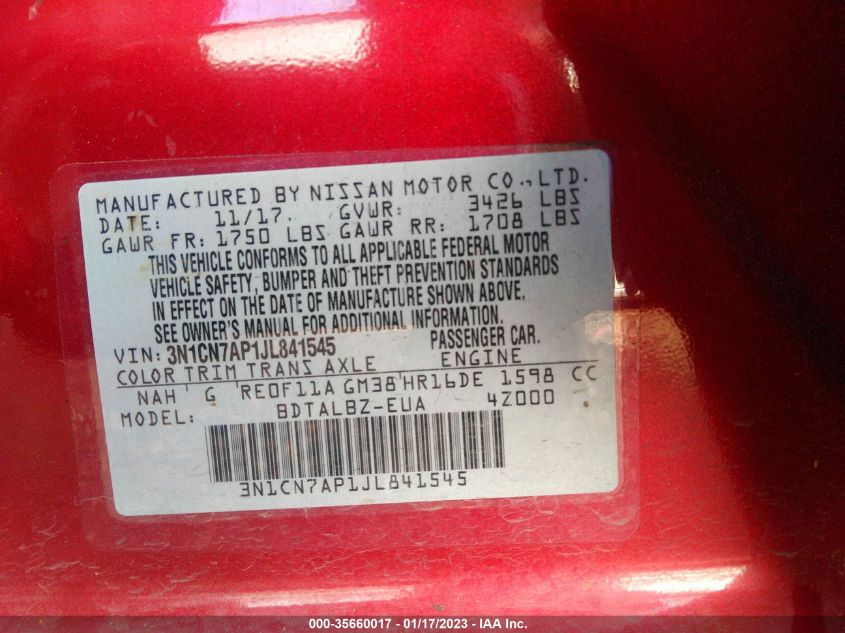 MANUFACTURED BY NISSAN MOTOR CO.,LTD.
DATE: 11/17. GVWR: 3426 LBS
GAWR FR: 1750 LBS GAWR RR: 1708 LBS
THIS VEHICLE CONFORMS TO ALL APPLICABLE FEDERAL MOTOR
VEHICLE SAFETY, BUMPER AND THEFT PREVENTION STANDARDS
IN EFFECT ON THE DATE OF MANUFACTURE SHOWN ABOVE.
SEE OWNER'S MANUAL FOR ADDITIONAL INFORMATION.
VIN: 3N1CN7AP1JL841545 PASSENGER CAR.
COLOR TRIM TRANS AXLE ENGINE
NAH G RE0F11A GM38 HR16DE 1598 CC
MODEL: BDTALBZ-EUA 4Z000
3N1CN7AP1JL841545
000-35660017 — 01/17/2023 — © IAA Inc.